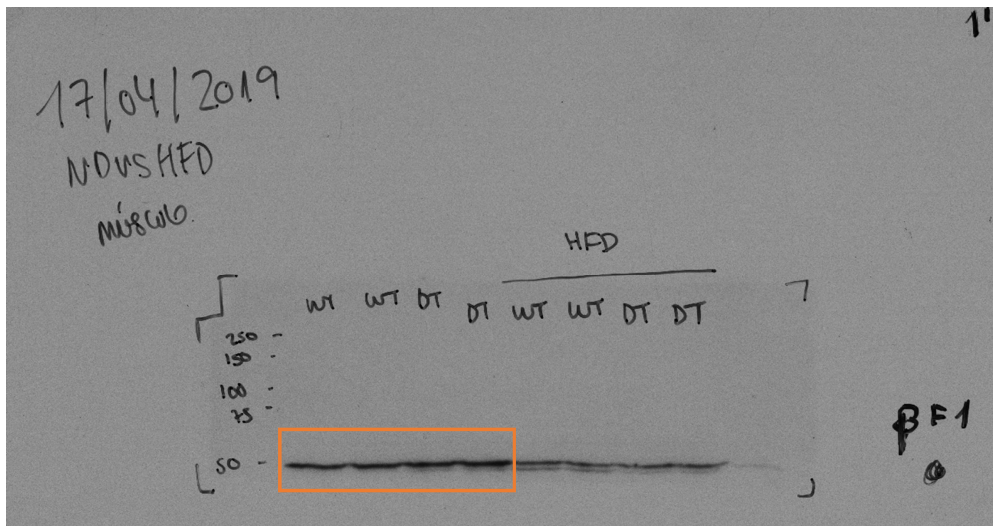 1'
17/04/2019
NDvsHFD
músculo.
HFD
WT WT DT DT WT WT DT DT
250 -
150 -
100 -
75 -
50 -
βF1